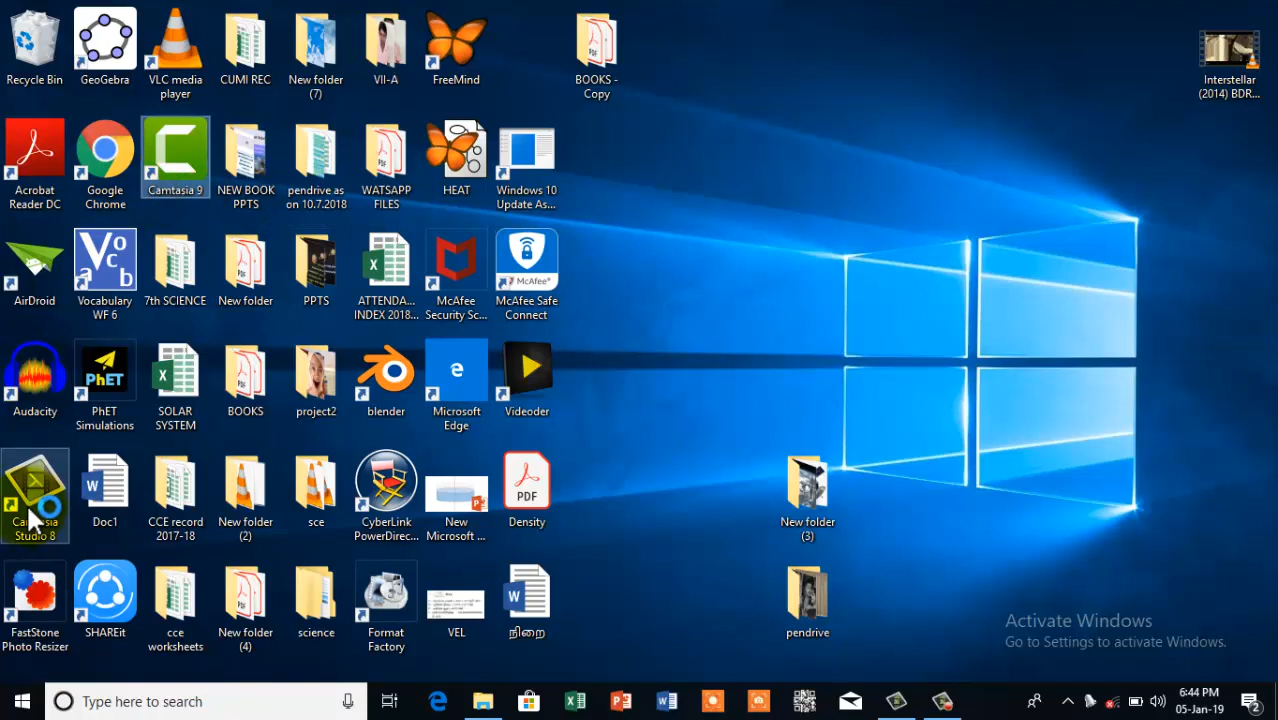 Recycle Bin
GeoGebra
VLC media
player
CUMI REC
New folder
(7)
VII-A
FreeMind
BOOKS -
Copy
Interstellar
(2014) BDR...
Acrobat
Reader DC
Google
Chrome
Camtasia 9
NEW BOOK
PPTS
pendrive as
on 10.7.2018
WATSAPP
FILES
HEAT
Windows 10
Update As...
AirDroid
Vocabulary
WF 6
7th SCIENCE
New folder
PPTS
ATTENDA...
INDEX 2018...
McAfee
Security Sc...
McAfee Safe
Connect
Audacity
PhET
Simulations
SOLAR
SYSTEM
BOOKS
project2
blender
Microsoft
Edge
Videoder
Camtasia
Studio 8
Doc1
CCE record
2017-18
New folder
(2)
sce
CyberLink
PowerDirec...
New
Microsoft ...
Density
New folder
(3)
FastStone
Photo Resizer
SHAREit
cce
worksheets
New folder
(4)
science
Format
Factory
VEL
நிறை
pendrive
Activate Windows
Go to Settings to activate Windows.
Type here to search
6:44 PM
05-Jan-19
2